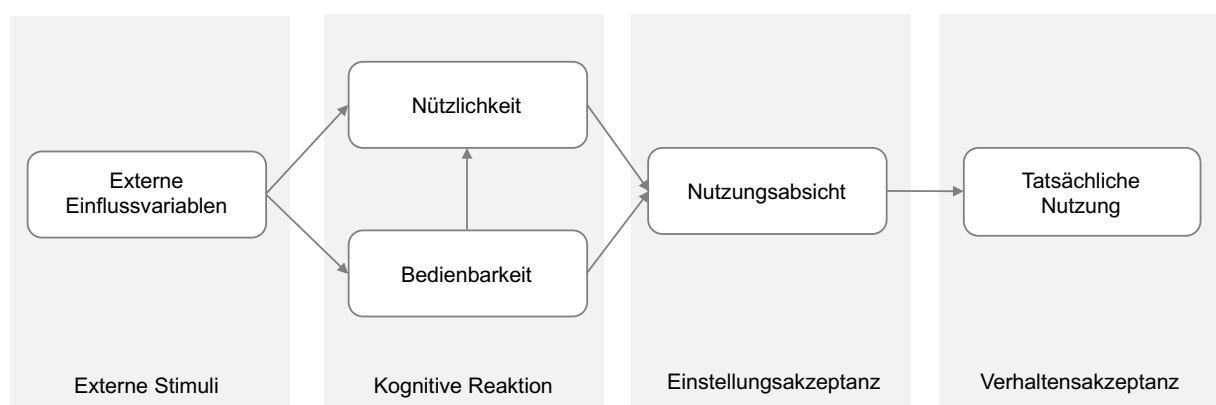 Nützlichkeit
Externe
Einflussvariablen
Nutzungsabsicht
Tatsächliche
Nutzung
Bedienbarkeit
Externe Stimuli
Kognitive Reaktion
Einstellungsakzeptanz
Verhaltensakzeptanz